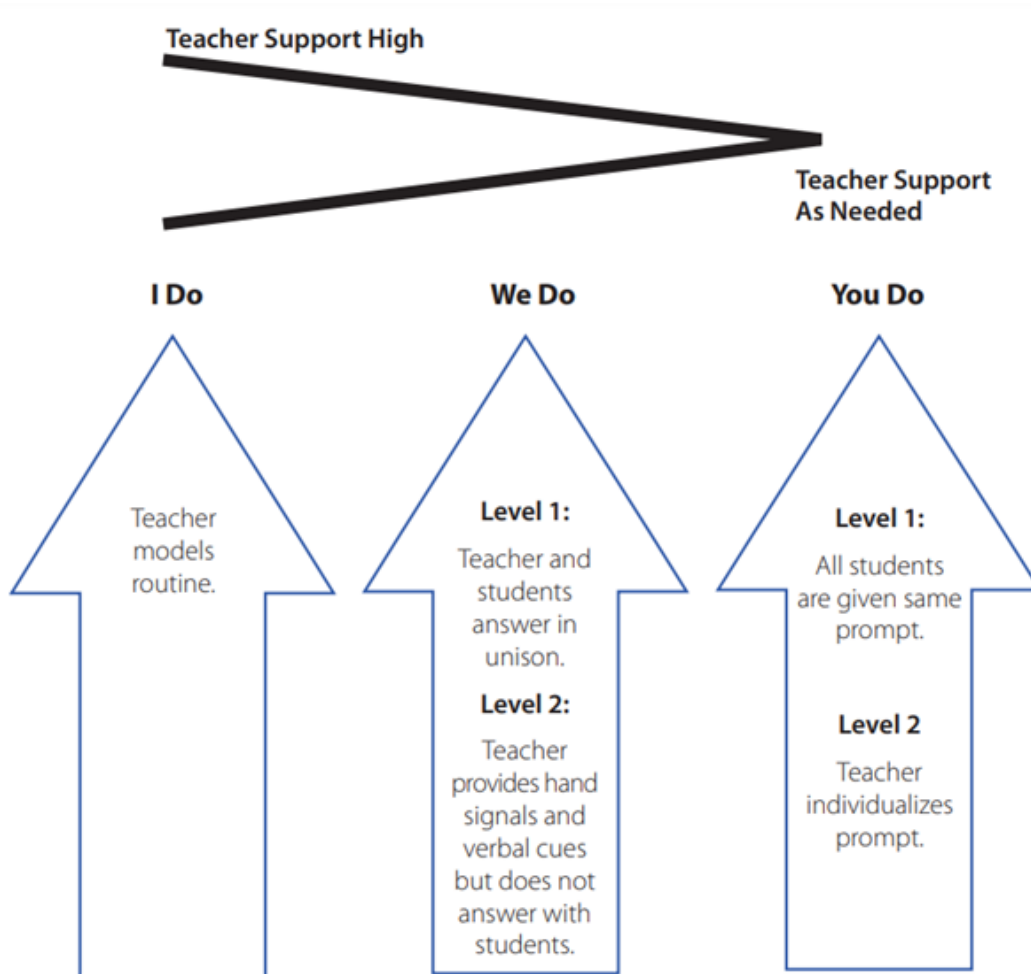 Teacher Support High
Teacher Support
As Needed
I Do
We Do
You Do
Teacher
models
routine.
Level 1:
Teacher and
students
answer in
unison.
Level 2:
Teacher
provides hand
signals and
verbal cues
but does not
answer with
students.
Level 1:
All students
are given same
prompt.
Level 2
Teacher
individualizes
prompt.